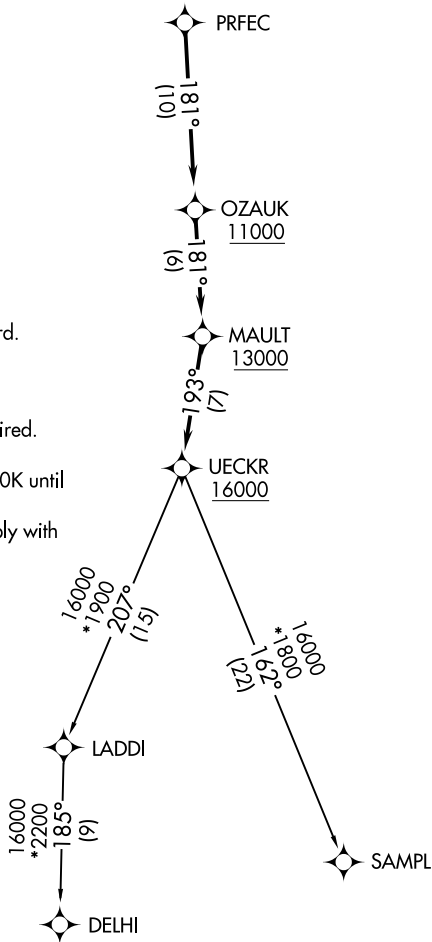 PRFEC
181°
(10)
OZAUK
11000
181°
(6)
rd.
MAULT
13000
193°
(7)
ired.
UECKR
16000
0K until
ply with
16000
*1900
207°
(15)
16000
*1800
162°
(22)
LADDI
16000
*2200
185°
(9)
SAMPL
DELHI